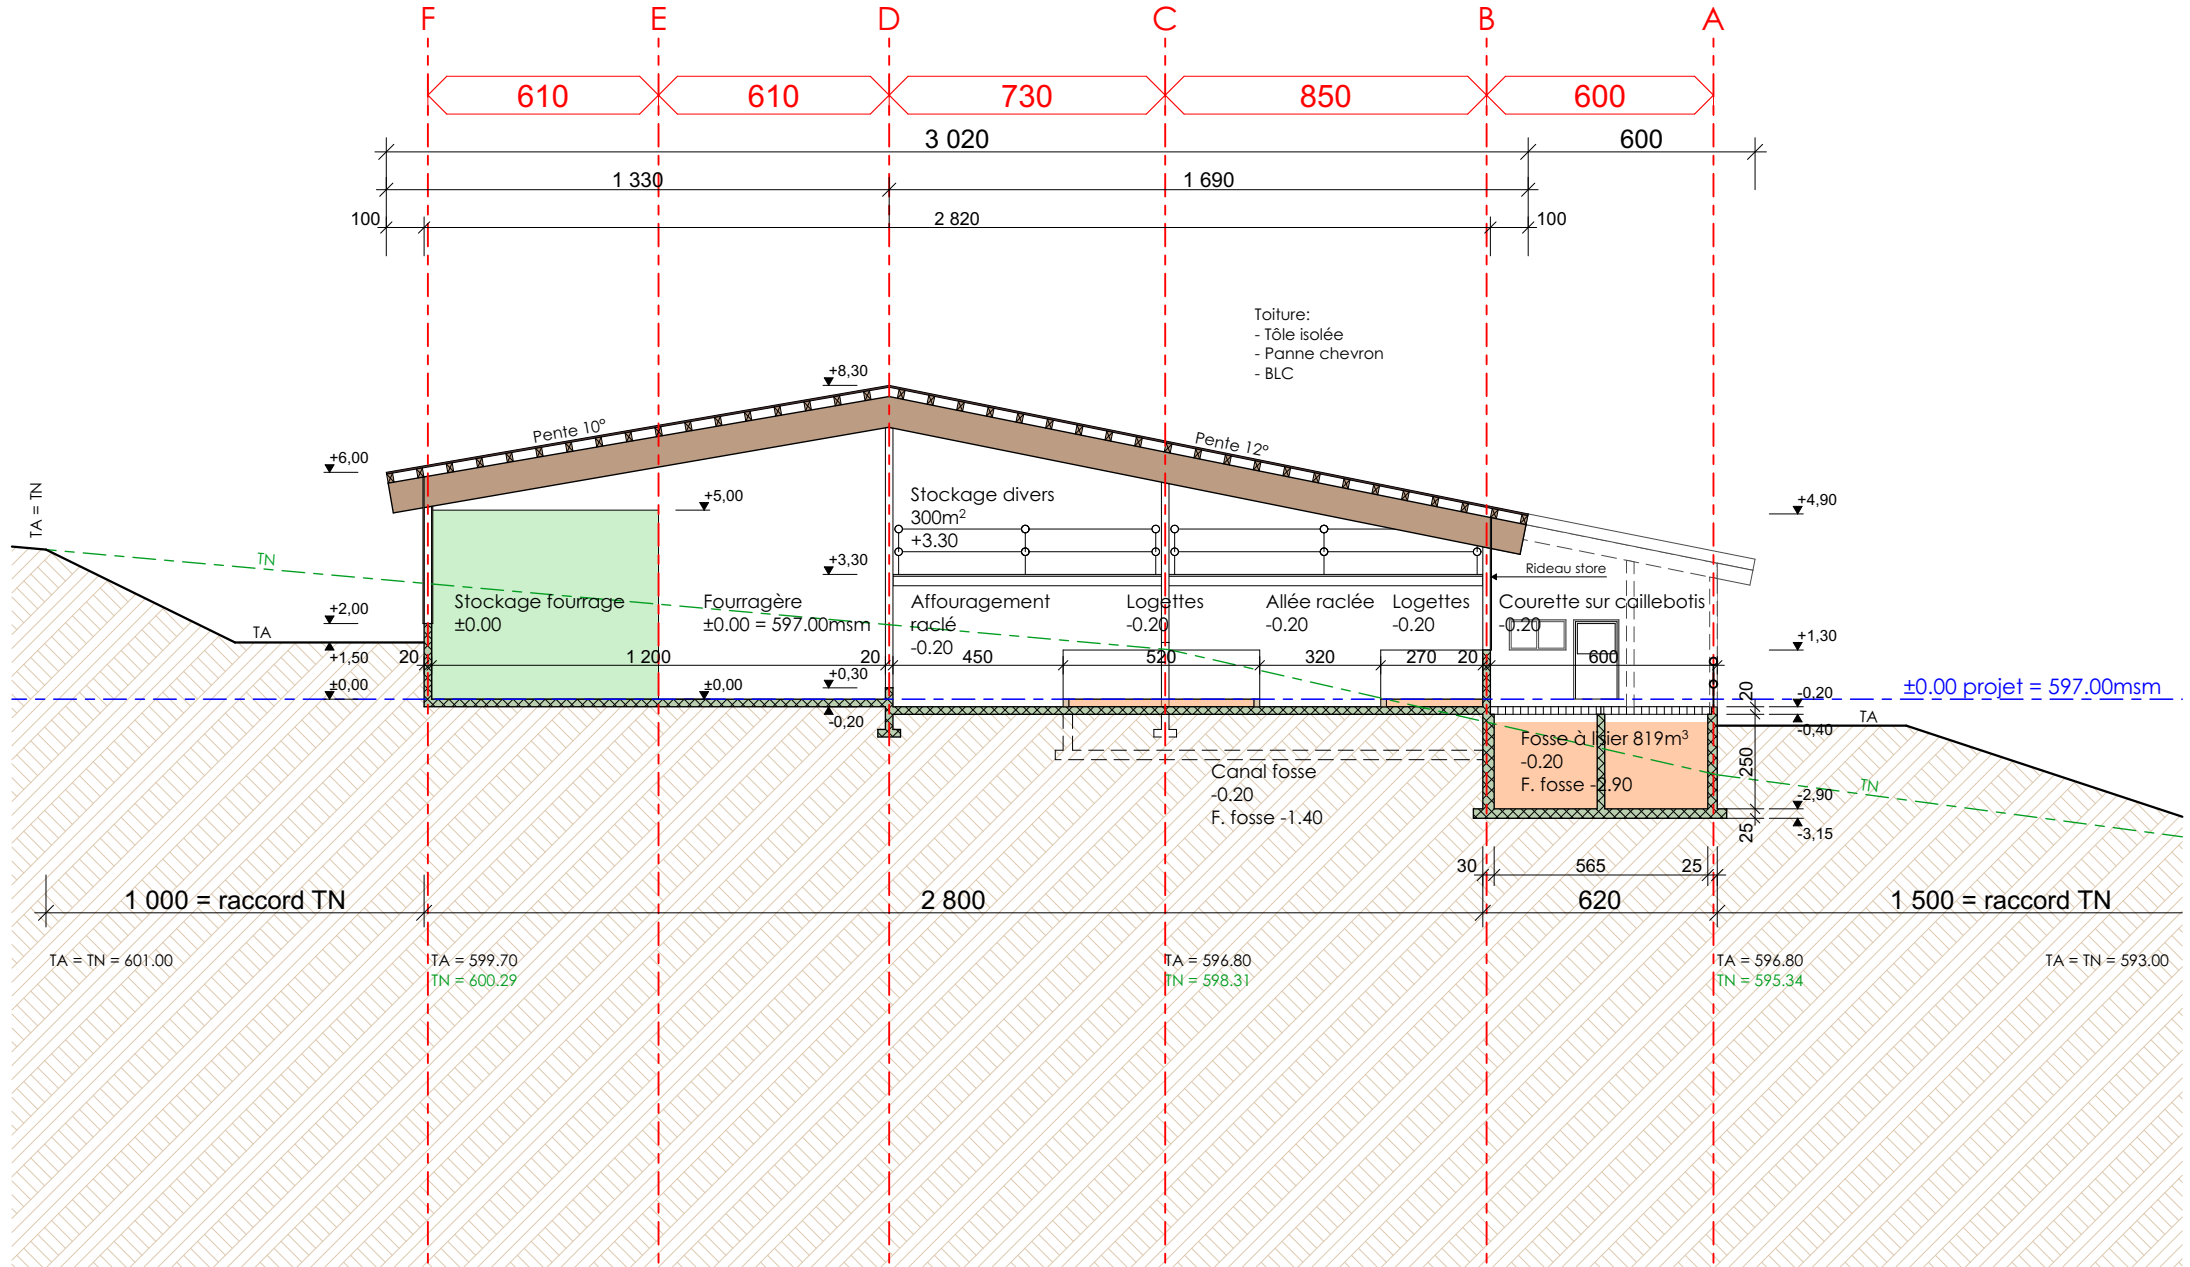 F E D C B A
610 610 730 850 600
3 020 600
1 330 1 690
100 2 820 100
Toiture:
- Tôle isolée
- Panne chevron
- BLC
+8,30
Pente 10°
Pente 12°
+6,00
+5,00
+4,90
TA = TN
TN
Stockage divers
300m²
+3.30
+3,30
Rideau store
+2,00
TA
+1,50
±0,00
Stockage fourrage
±0.00
Fourragère
±0.00 = 597.00msm
Affouragement
raclé
-0.20
Logettes
-0.20
Allée raclée
-0.20
Logettes
-0.20
Courette sur caillebotis
-0.20
+1,30
20 1 200 20 450 520 320 270 20 600
±0,00
+0,30
-0,20
20
-0,20
-0,40
±0.00 projet = 597.00msm
TA
Fosse à lisier 819m³
-0.20
F. fosse -2.90
250
TN
-2,90
25
-3,15
Canal fosse
-0.20
F. fosse -1.40
30 565 25
1 000 = raccord TN 2 800 620 1 500 = raccord TN
TA = TN = 601.00
TA = 599.70
TN = 600.29
TA = 596.80
TN = 598.31
TA = 596.80
TN = 595.34
TA = TN = 593.00